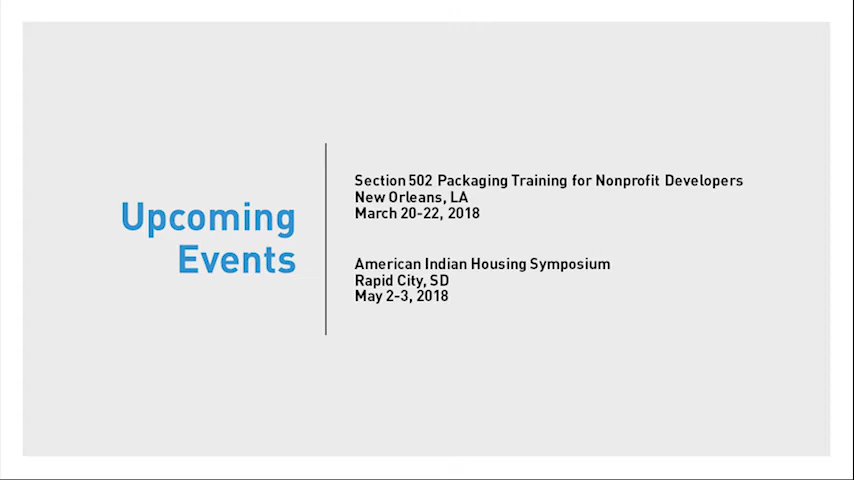 Upcoming
Events
Section 502 Packaging Training for Nonprofit Developers
New Orleans, LA
March 20-22, 2018
American Indian Housing Symposium
Rapid City, SD
May 2-3, 2018